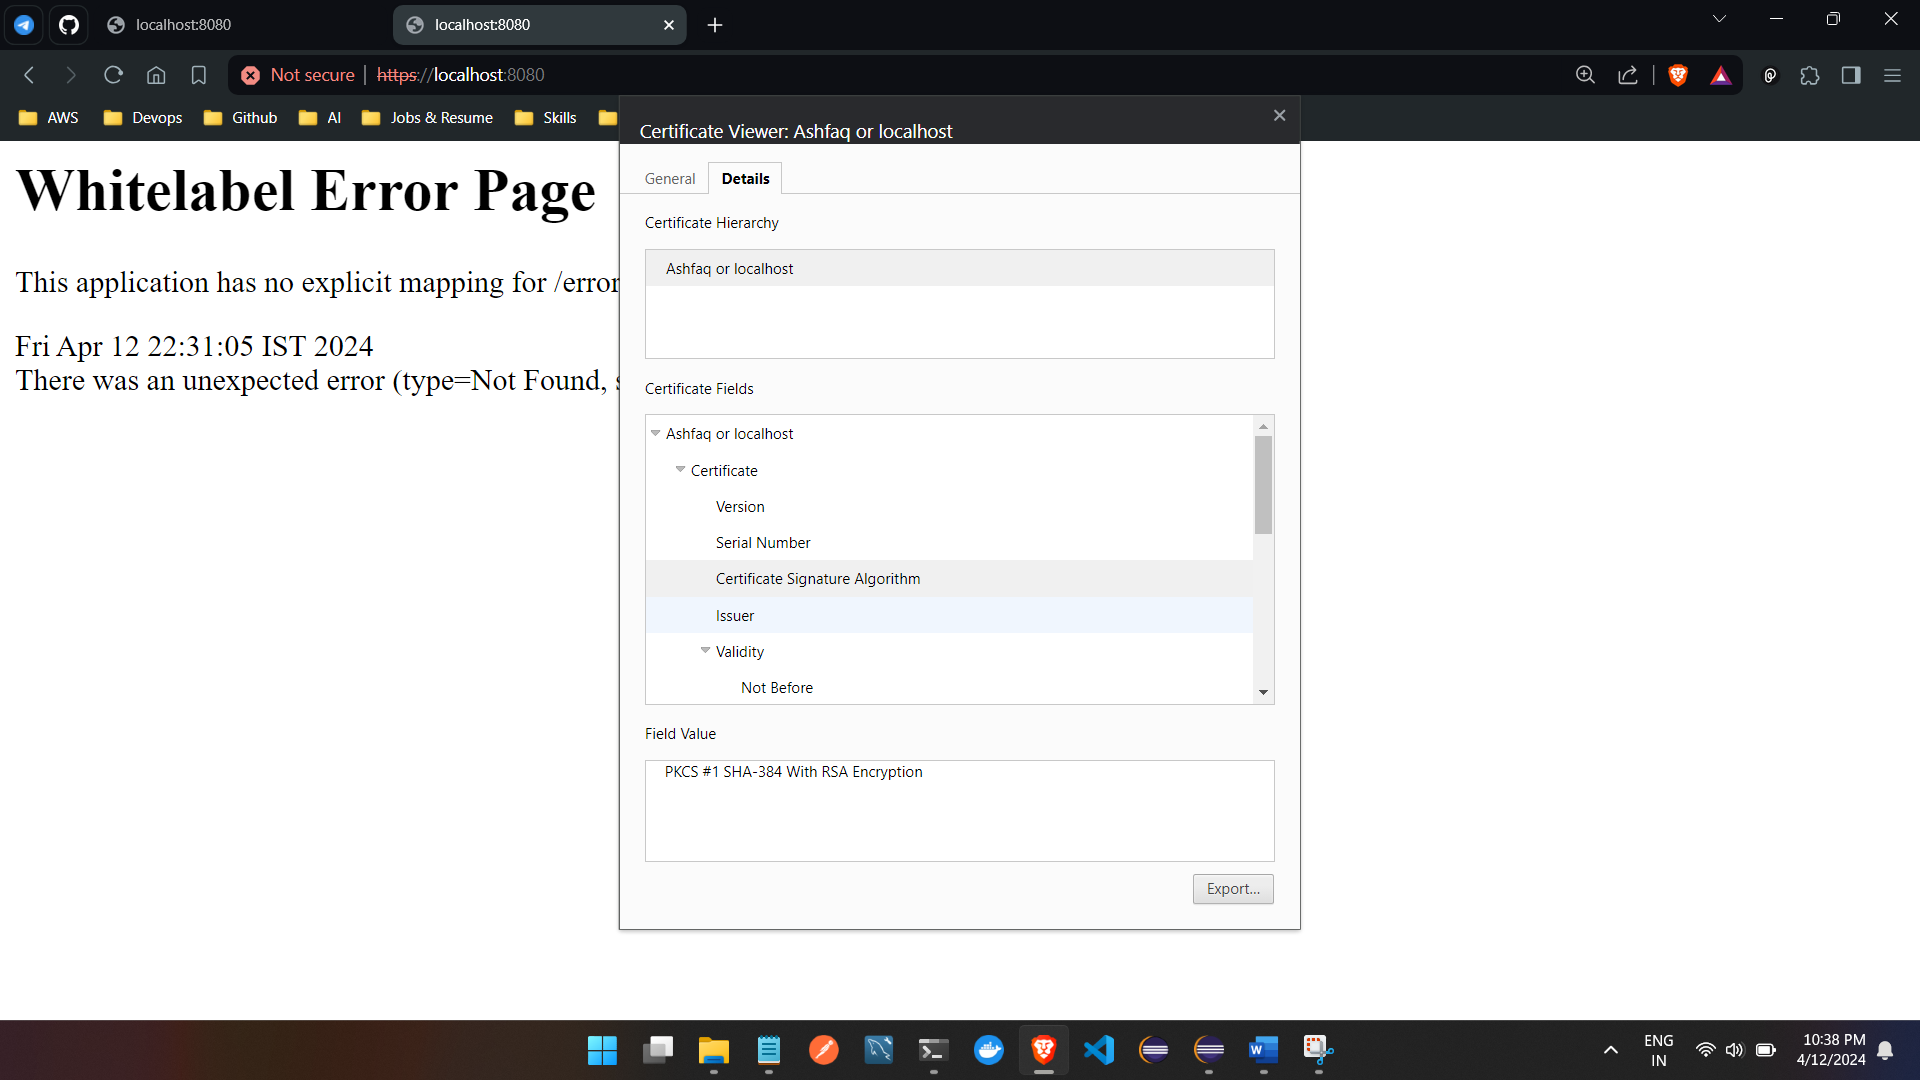 localhost:8080
localhost:8080
Not secure | https://localhost:8080
AWS Devops Github AI Jobs & Resume Skills
Whitelabel Error Page
This application has no explicit mapping for /error
Fri Apr 12 22:31:05 IST 2024
There was an unexpected error (type=Not Found, s
Certificate Viewer: Ashfaq or localhost
General Details
Certificate Hierarchy
Ashfaq or localhost
Certificate Fields
Ashfaq or localhost
Certificate
Version
Serial Number
Certificate Signature Algorithm
Issuer
Validity
Not Before
Field Value
PKCS #1 SHA-384 With RSA Encryption
Export...
ENG
IN
10:38 PM
4/12/2024